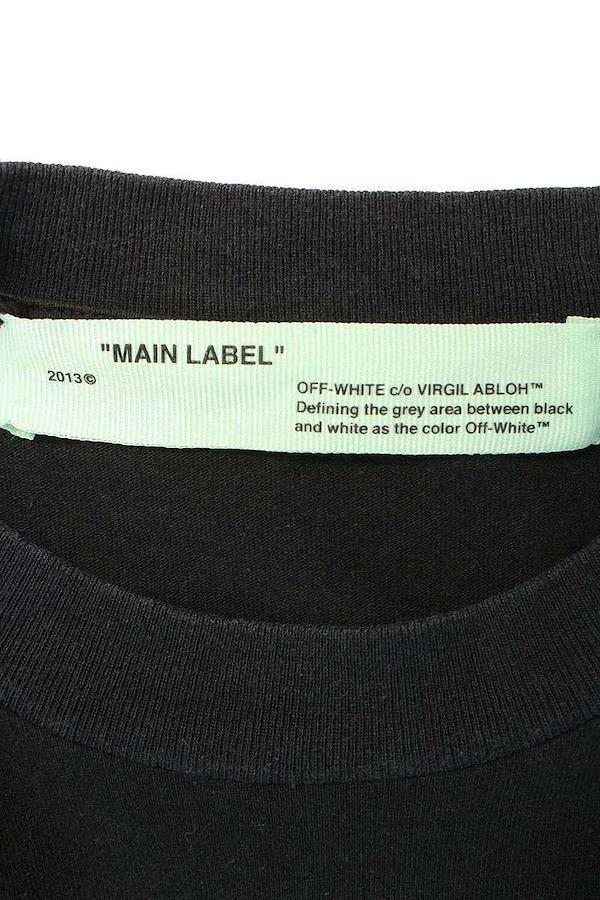 "MAIN LABEL"
2013©
OFF-WHITE c/o VIRGIL ABLOH™
Defining the grey area between black
and white as the color Off-White™